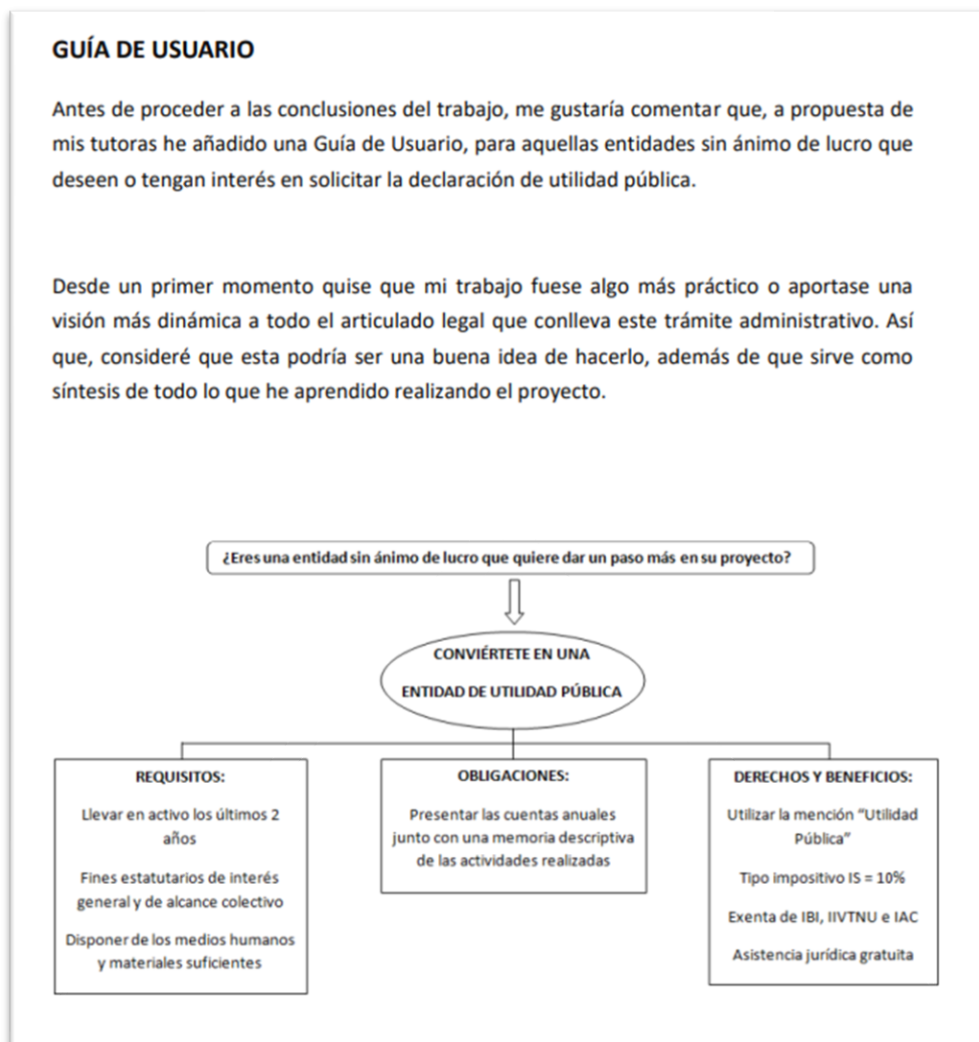 GUÍA DE USUARIO
Antes de proceder a las conclusiones del trabajo, me gustaría comentar que, a propuesta de
mis tutoras he añadido una Guía de Usuario, para aquellas entidades sin ánimo de lucro que
deseen o tengan interés en solicitar la declaración de utilidad pública.
Desde un primer momento quise que mi trabajo fuese algo más práctico o aportase una
visión más dinámica a todo el articulado legal que conlleva este trámite administrativo. Así
que, consideré que esta podría ser una buena idea de hacerlo, además de que sirve como
síntesis de todo lo que he aprendido realizando el proyecto.
¿Eres una entidad sin ánimo de lucro que quiere dar un paso más en su proyecto?
CONVIÉRTETE EN UNA
ENTIDAD DE UTILIDAD PÚBLICA
REQUISITOS:
Llevar en activo los últimos 2
años
Fines estatutarios de interés
general y de alcance colectivo
Disponer de los medios humanos
y materiales suficientes
OBLIGACIONES:
Presentar las cuentas anuales
junto con una memoria descriptiva
de las actividades realizadas
DERECHOS Y BENEFICIOS:
Utilizar la mención "Utilidad
Pública"
Tipo impositivo IS = 10%
Exenta de IBI, IIVTNU e IAC
Asistencia jurídica gratuita